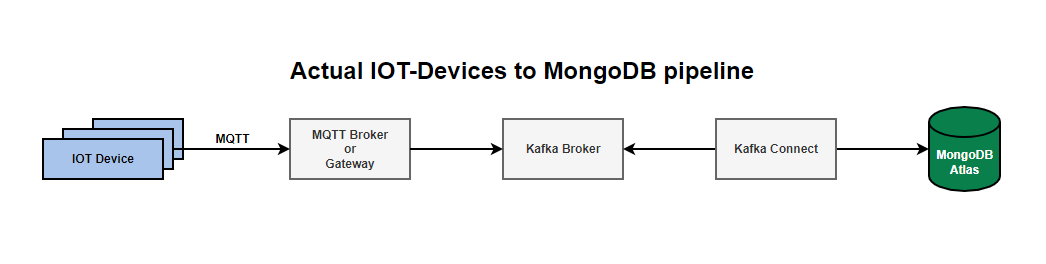 Actual IOT-Devices to MongoDB pipeline
IOT Device
MQTT
MQTT Broker
or
Gateway
Kafka Broker
Kafka Connect
MongoDB
Atlas